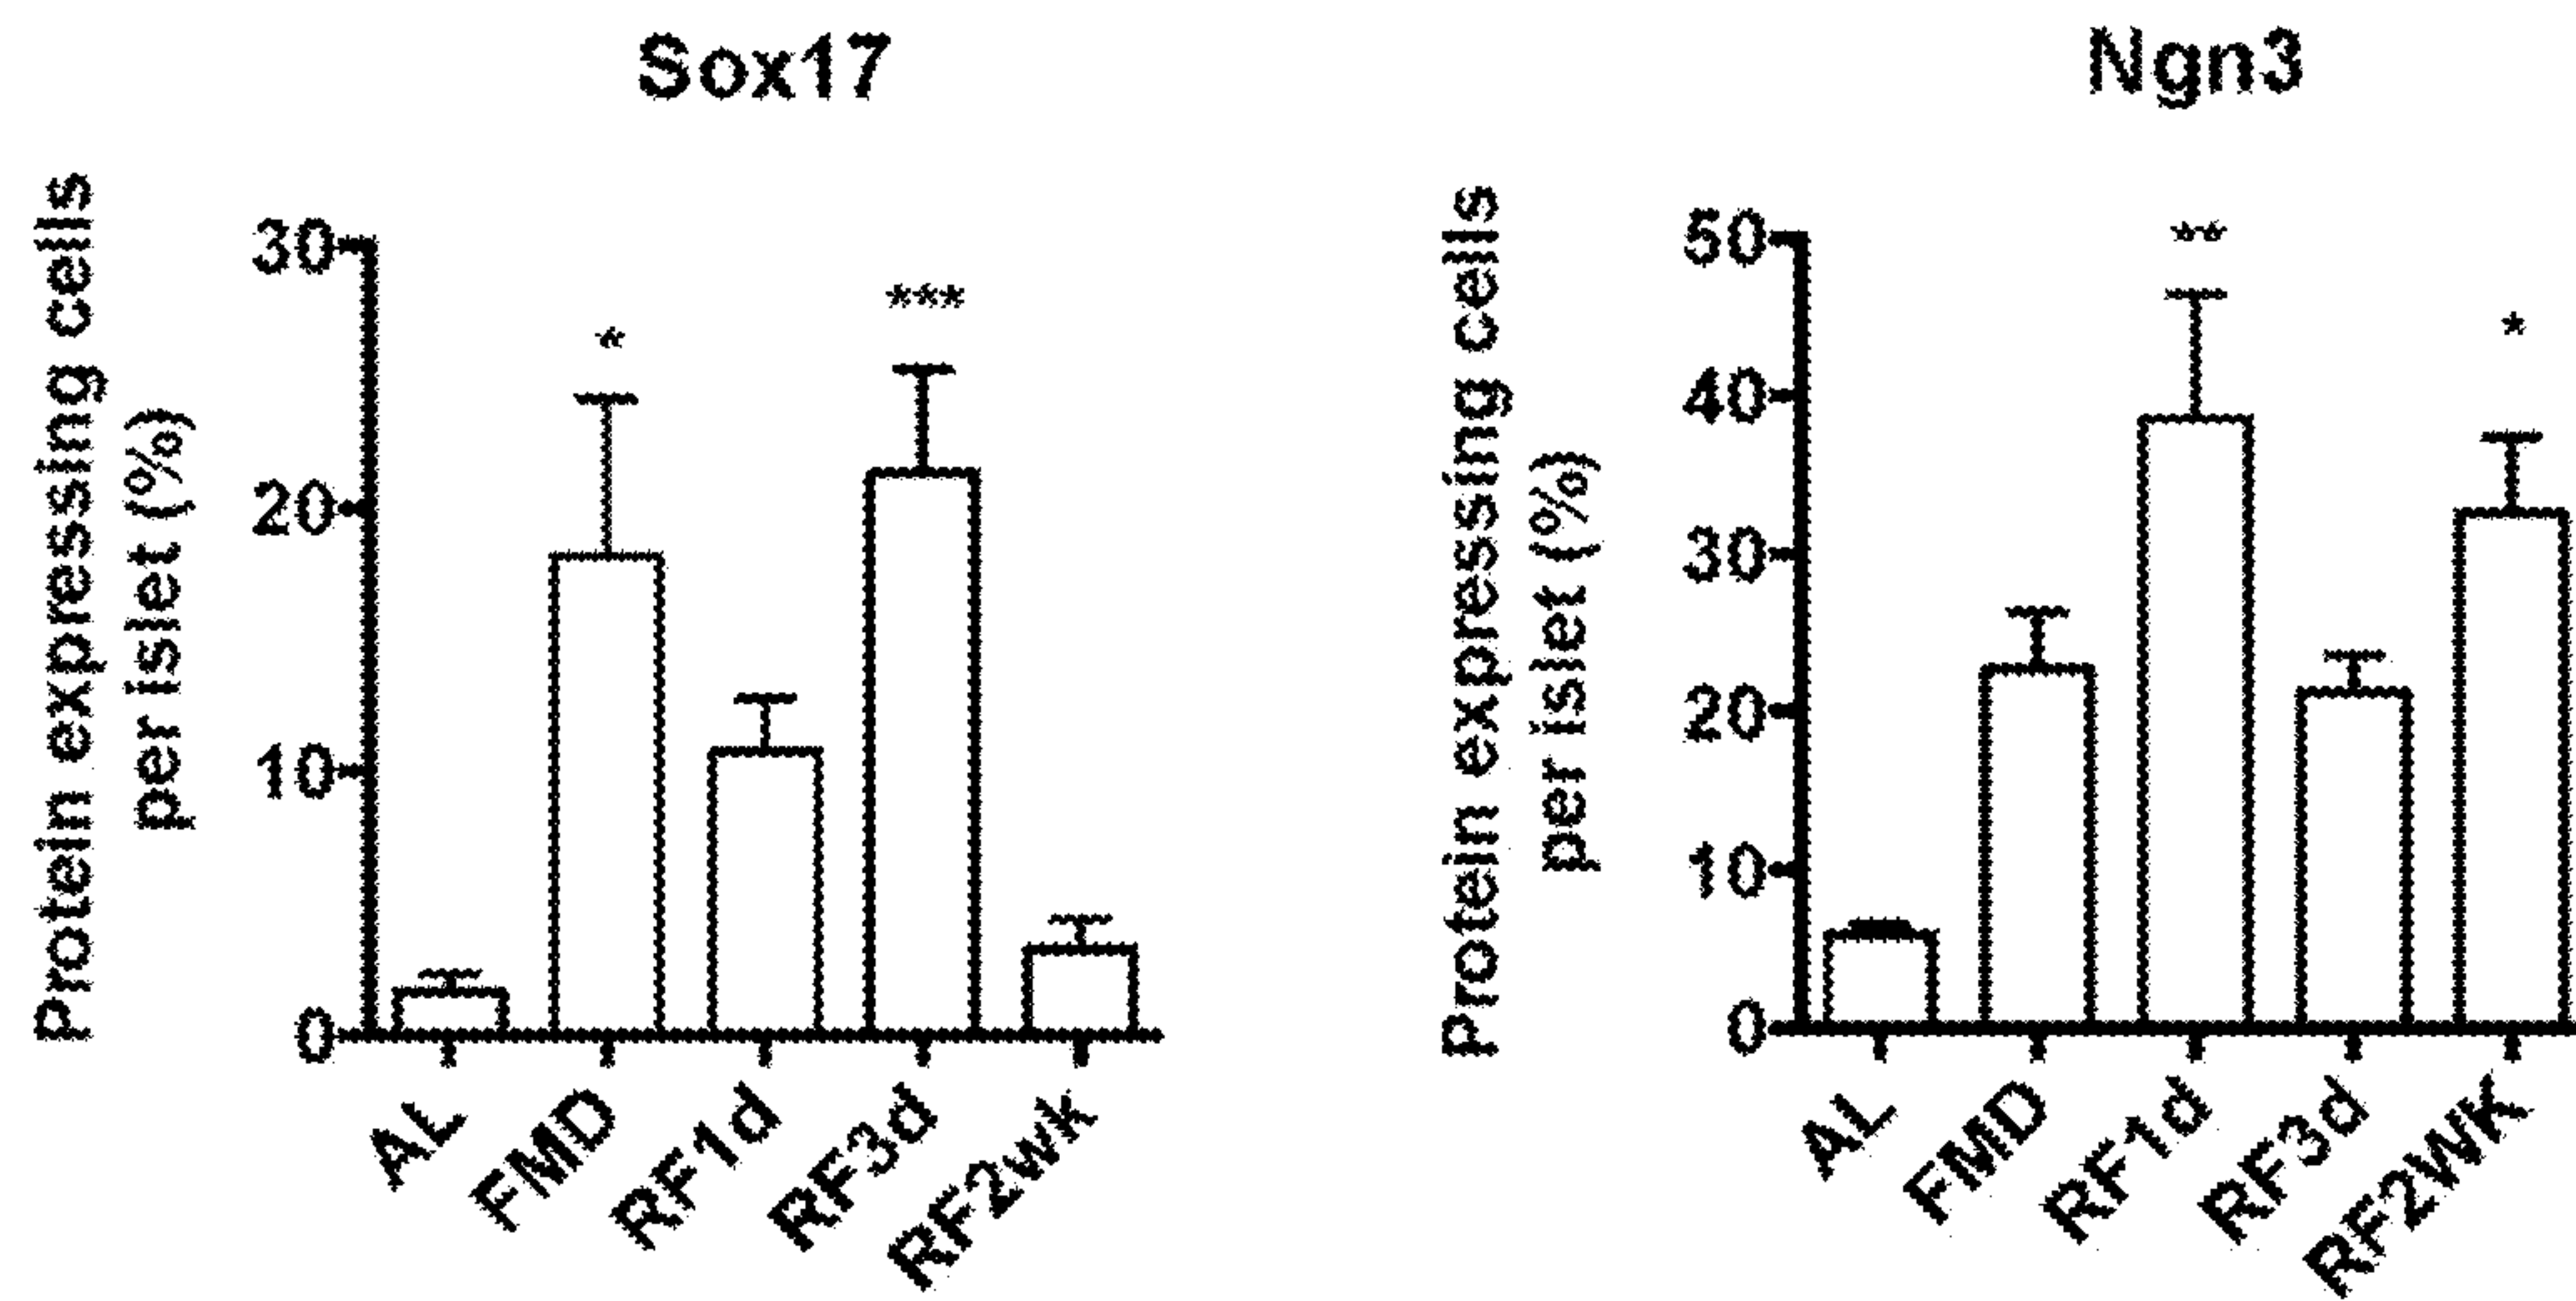 Sox17
Protein expressing cells
per islet (%)
30
20
10
0
*
***
AL
FMD
RF1d
RF3d
RF2wk
Ngn3
Protein expressing cells
per islet (%)
50
40
30
20
10
0
**
*
AL
FMD
RF1d
RF3d
RF2WK